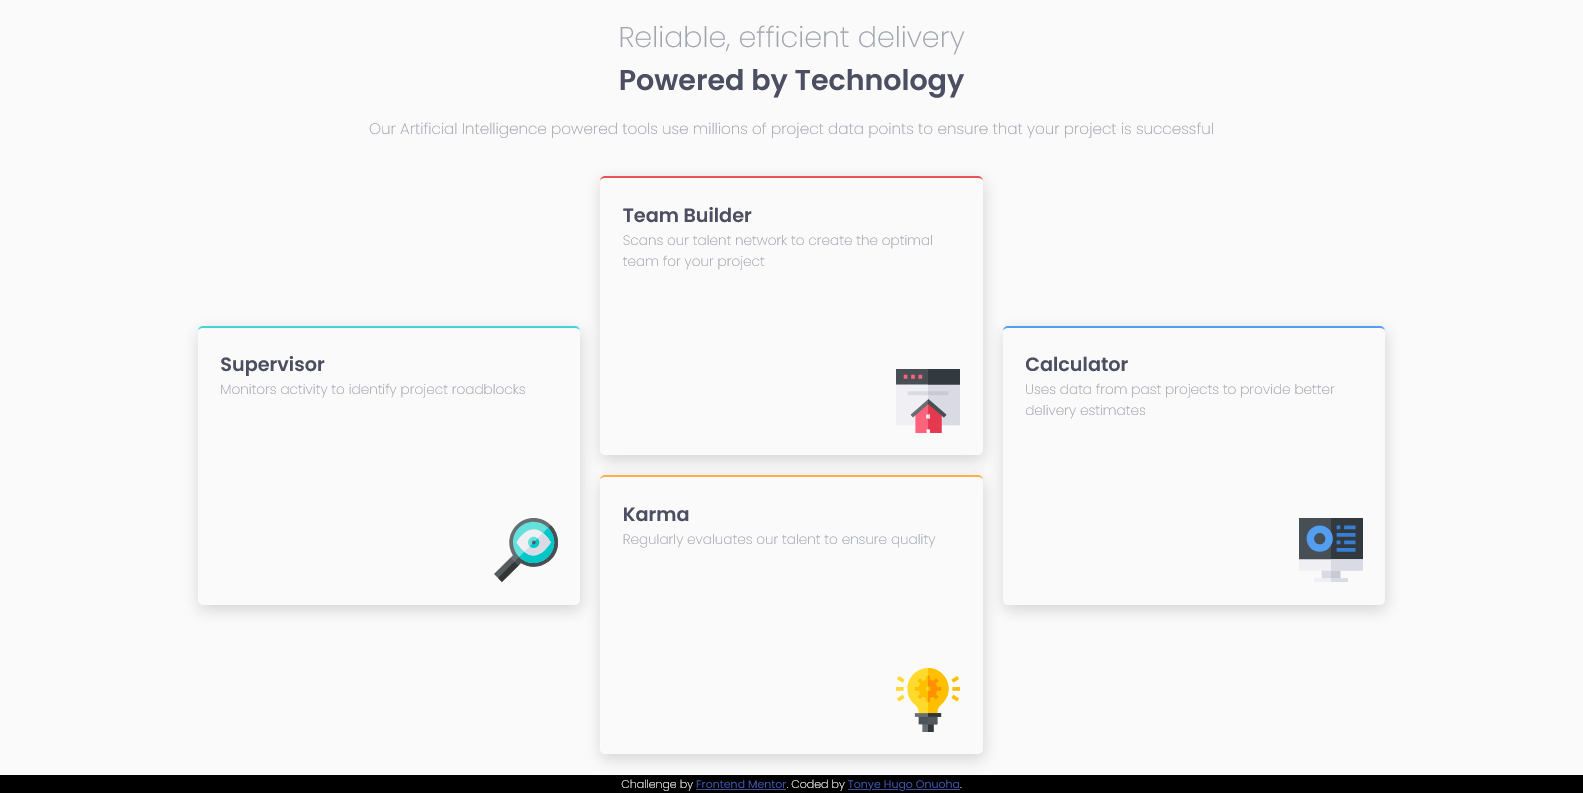 Reliable, efficient delivery
Powered by Technology
Our Artificial Intelligence powered tools use millions of project data points to ensure that your project is successful
Team Builder
Scans our talent network to create the optimal
team for your project
Supervisor
Monitors activity to identify project roadblocks
Calculator
Uses data from past projects to provide better
delivery estimates
Karma
Regularly evaluates our talent to ensure quality
Challenge by Frontend Mentor. Coded by Tonye Hugo Onuoha.